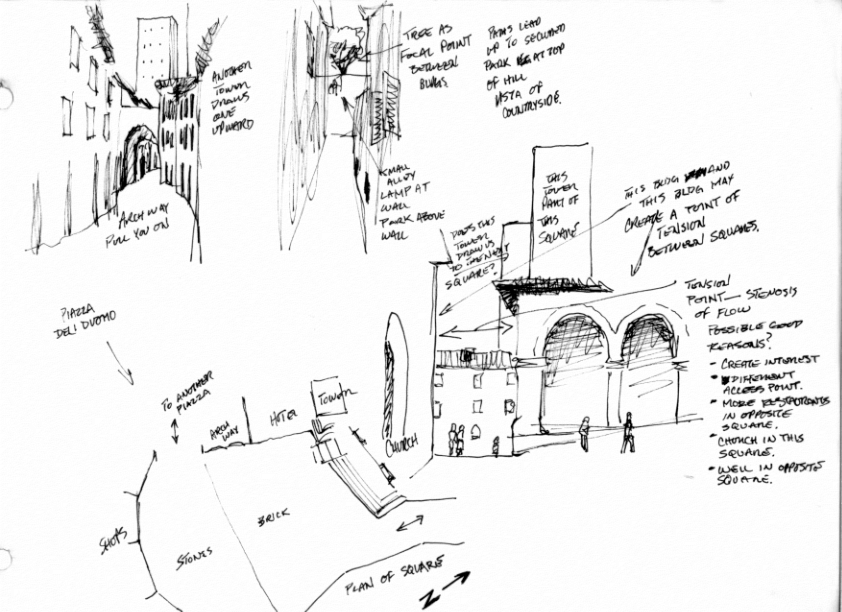 ANOTHER
TOWER
DRAWS
ONE
UPWARD
ARCH WAY
PULL YOU ON
TREE AS
FOCAL POINT
BETWEEN
BLDGS
PATHS LEAD
UP TO SECOND
PARK AT TOP
OF HILL
VISTA OF
COUNTRYSIDE.
SMALL
ALLEY
LAMP AT
WALL
PARK ABOVE
WALL
DOES THIS
TOWER
DRAW US
TO NEXT
SQUARE?
THIS
TOWER
PART OF
THIS
SQUARE
THIS BLDG AND
THIS BLDG MAY
CREATE A POINT OF
TENSION
BETWEEN SQUARES.
TENSION
POINT — STENOSIS
OF FLOW
POSSIBLE GOOD
REASONS?
- CREATE INTEREST
• DIFFERENT
ACCESS POINT.
- MORE RESTAURANTS
IN OPPOSITE
SQUARE.
- CHURCH IN THIS
SQUARE.
• WELL IN OPPOSITE
SQUARE.
PIAZZA
DELI DUOMO
TO ANOTHER
PIAZZA
ARCH
WAY
HOTEL
TOWER
CHURCH
SHOPS
STONES
BRICK
PLAN OF SQUARE
N